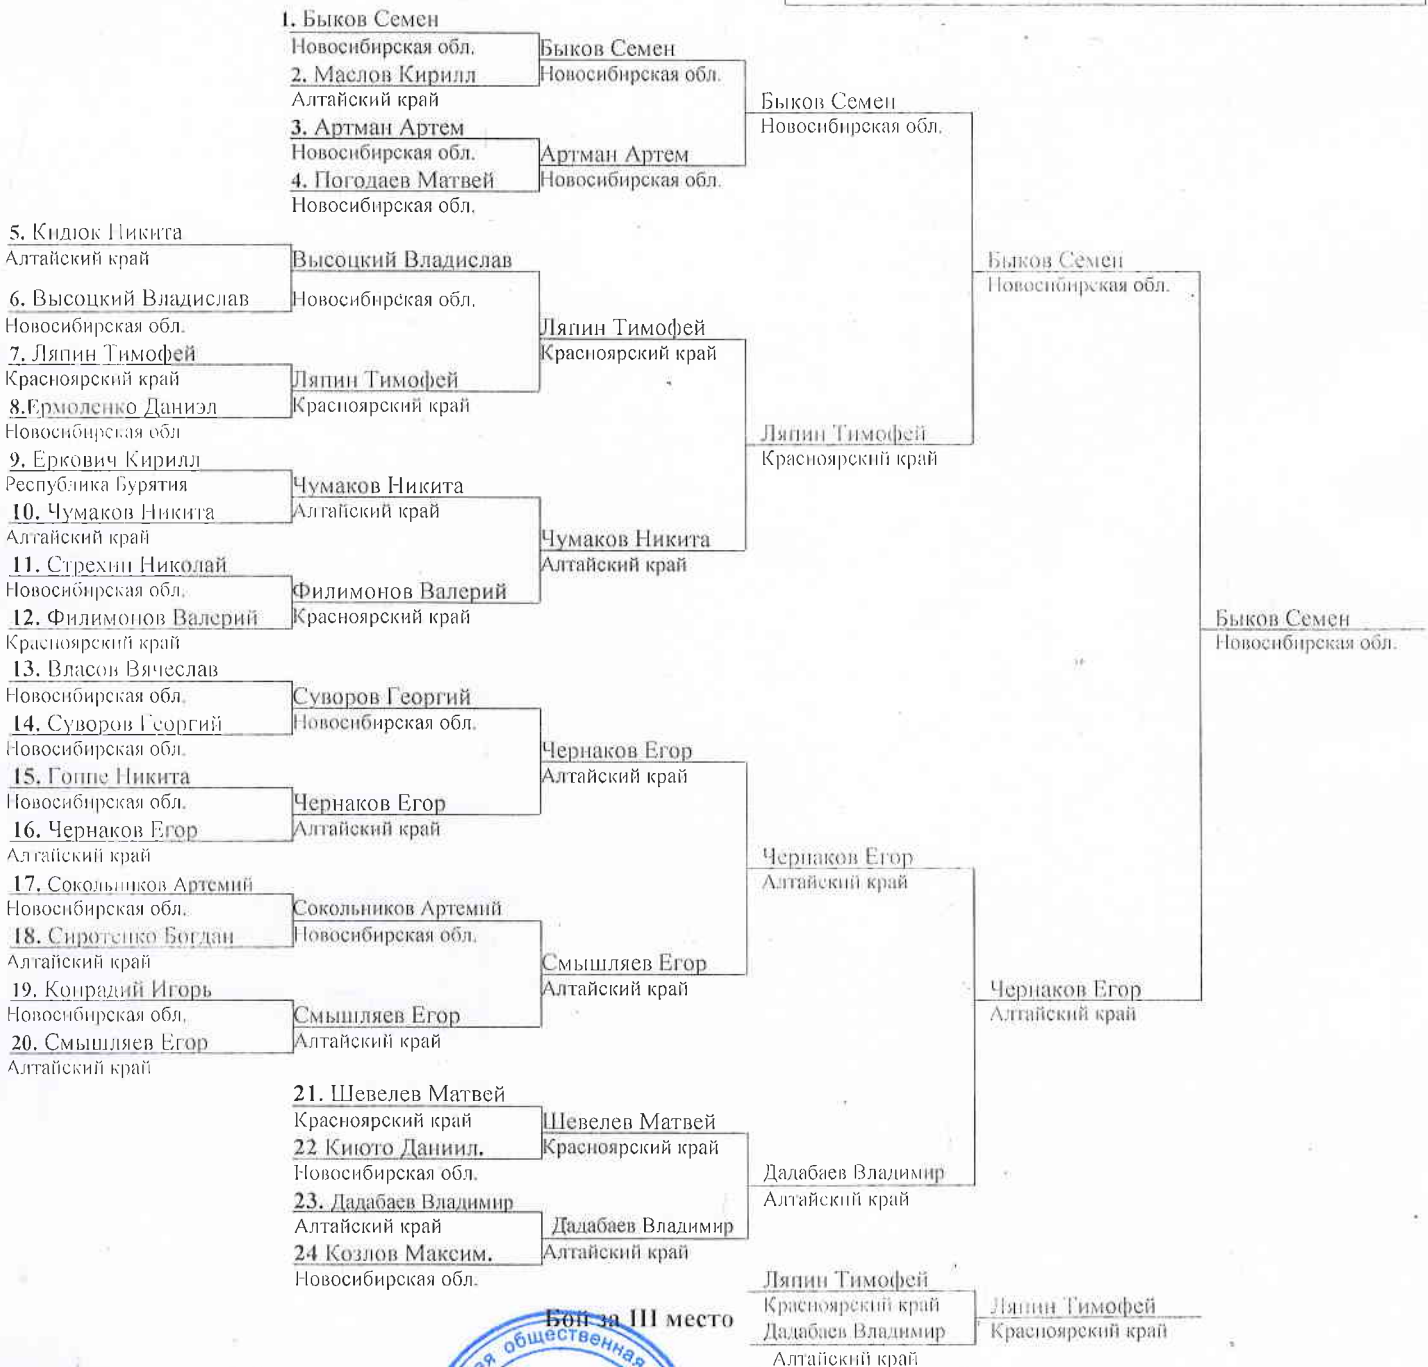 1. Быков Семен
Новосибирская обл.
2. Маслов Кирилл
Алтайский край
3. Артман Артем
Новосибирская обл.
4. Погодаев Матвей
Новосибирская обл.
5. Кидюк Никита
Алтайский край
6. Высоцкий Владислав
Новосибирская обл.
7. Ляпин Тимофей
Красноярский край
8.Ермоленко Даниэл
Новосибирская обл
9. Еркович Кирилл
Республика Бурятия
10. Чумаков Никита
Алтайский край
11. Стрехин Николай
Новосибирская обл.
12. Филимонов Валерий
Красноярский край
13. Власов Вячеслав
Новосибирская обл.
14. Суворов Георгий
Новосибирская обл.
15. Гоппе Никита
Новосибирская обл.
16. Чернаков Егор
Алтайский край
17. Сокольников Артемий
Новосибирская обл.
18. Сиротенко Богдан
Алтайский край
19. Конрадий Игорь
Новосибирская обл.
20. Смышляев Егор
Алтайский край
21. Шевелев Матвей
Красноярский край
22 Киюто Даниил.
Новосибирская обл.
23. Дадабаев Владимир
Алтайский край
24 Козлов Максим.
Новосибирская обл.
Высоцкий Владислав
Новосибирская обл.
Ляпин Тимофей
Красноярский край
Чумаков Никита
Алтайский край
Филимонов Валерий
Красноярский край
Суворов Георгий
Новосибирская обл.
Чернаков Егор
Алтайский край
Сокольников Артемий
Новосибирская обл.
Смышляев Егор
Алтайский край
Быков Семен
Новосибирская обл.
Артман Артем
Новосибирская обл.
Ляпин Тимофей
Красноярский край
Чумаков Никита
Алтайский край
Чернаков Егор
Алтайский край
Смышляев Егор
Алтайский край
Шевелев Матвей
Красноярский край
Дадабаев Владимир
Алтайский край
Быков Семен
Новосибирская обл.
Ляпин Тимофей
Красноярский край
Чернаков Егор
Алтайский край
Дадабаев Владимир
Алтайский край
Быков Семен
Новосибирская обл.
Чернаков Егор
Алтайский край
Быков Семен
Новосибирская обл.
Бой за III место
Ляпин Тимофей
Красноярский край
Дадабаев Владимир
Алтайский край
Ляпин Тимофей
Красноярский край
общественная